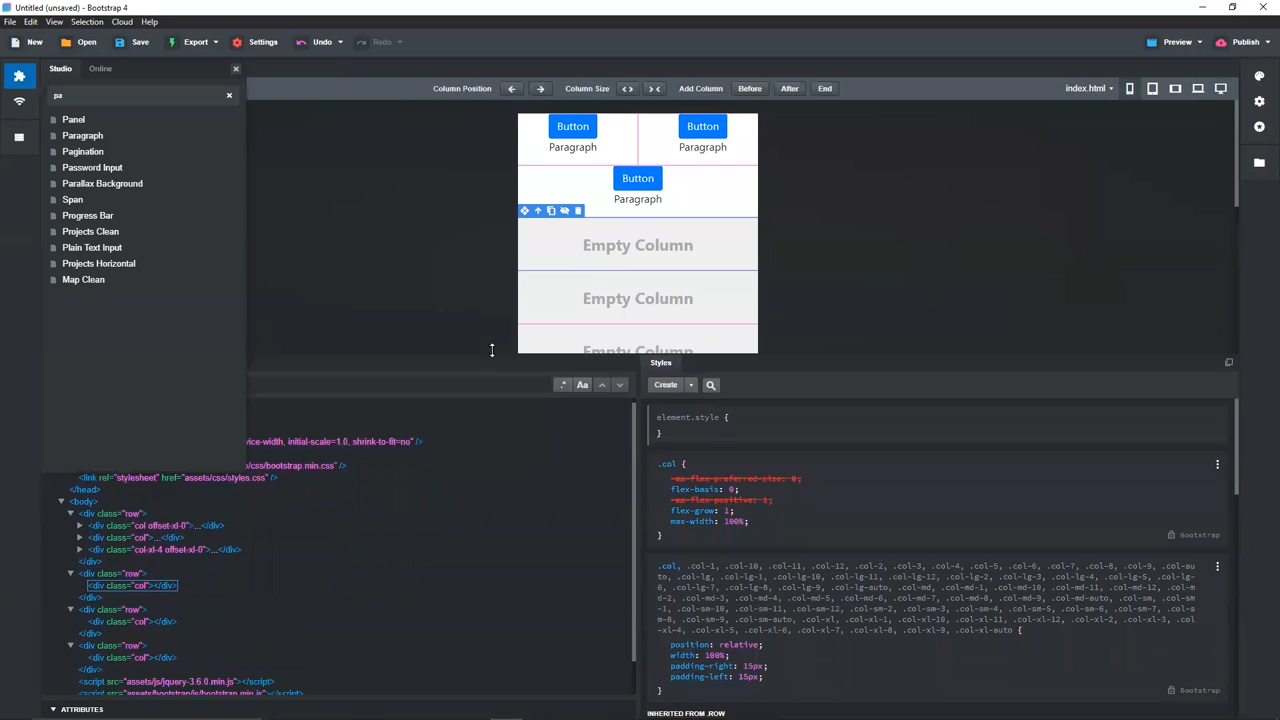 Untitled (unsaved) - Bootstrap 4
File Edit View Selection Cloud Help
New Open Save Export Settings Undo Redo Preview Publish
Studio Online
Column Position Column Size Add Column Before After End index.html
pa
Panel
Paragraph
Pagination
Password Input
Parallax Background
Span
Progress Bar
Projects Clean
Plain Text Input
Projects Horizontal
Map Clean
Button Button
Paragraph Paragraph
Button
Paragraph
Empty Column
Empty Column
Empty Column
.* Aa
vice-width, initial-scale=1.0, shrink-to-fit=no" />
/css/bootstrap.min.css" />
<link rel="stylesheet" href="assets/css/styles.css" />
</head>
<body>
<div class="row">
<div class="col offset-xl-0">...</div>
<div class="col">...</div>
<div class="col-xl-4 offset-xl-0">...</div>
</div>
<div class="row">
<div class="col"></div>
</div>
<div class="row">
<div class="col"></div>
</div>
<div class="row">
<div class="col"></div>
</div>
<script src="assets/js/jquery-3.6.0.min.js"></script>
<script src="assets/bootstrap/js/bootstrap.min.js"></script>
ATTRIBUTES
Styles
Create
element.style {
}
.col {
-ms-flex-preferred-size: 0;
flex-basis: 0;
-ms-flex-positive: 1;
flex-grow: 1;
max-width: 100%;
}
Bootstrap
.col, .col-1, .col-10, .col-11, .col-12, .col-2, .col-3, .col-4, .col-5, .col-6, .col-7, .col-8, .col-9, .col-au
to, .col-lg, .col-lg-1, .col-lg-10, .col-lg-11, .col-lg-12, .col-lg-2, .col-lg-3, .col-lg-4, .col-lg-5, .col-lg-
6, .col-lg-7, .col-lg-8, .col-lg-9, .col-lg-auto, .col-md, .col-md-1, .col-md-10, .col-md-11, .col-md-12, .col-m
d-2, .col-md-3, .col-md-4, .col-md-5, .col-md-6, .col-md-7, .col-md-8, .col-md-9, .col-md-auto, .col-sm, .col-sm
-1, .col-sm-10, .col-sm-11, .col-sm-12, .col-sm-2, .col-sm-3, .col-sm-4, .col-sm-5, .col-sm-6, .col-sm-7, .col-s
m-8, .col-sm-9, .col-sm-auto, .col-xl, .col-xl-1, .col-xl-10, .col-xl-11, .col-xl-12, .col-xl-2, .col-xl-3, .co
l-xl-4, .col-xl-5, .col-xl-6, .col-xl-7, .col-xl-8, .col-xl-9, .col-xl-auto {
position: relative;
width: 100%;
padding-right: 15px;
padding-left: 15px;
}
Bootstrap
INHERITED FROM .ROW